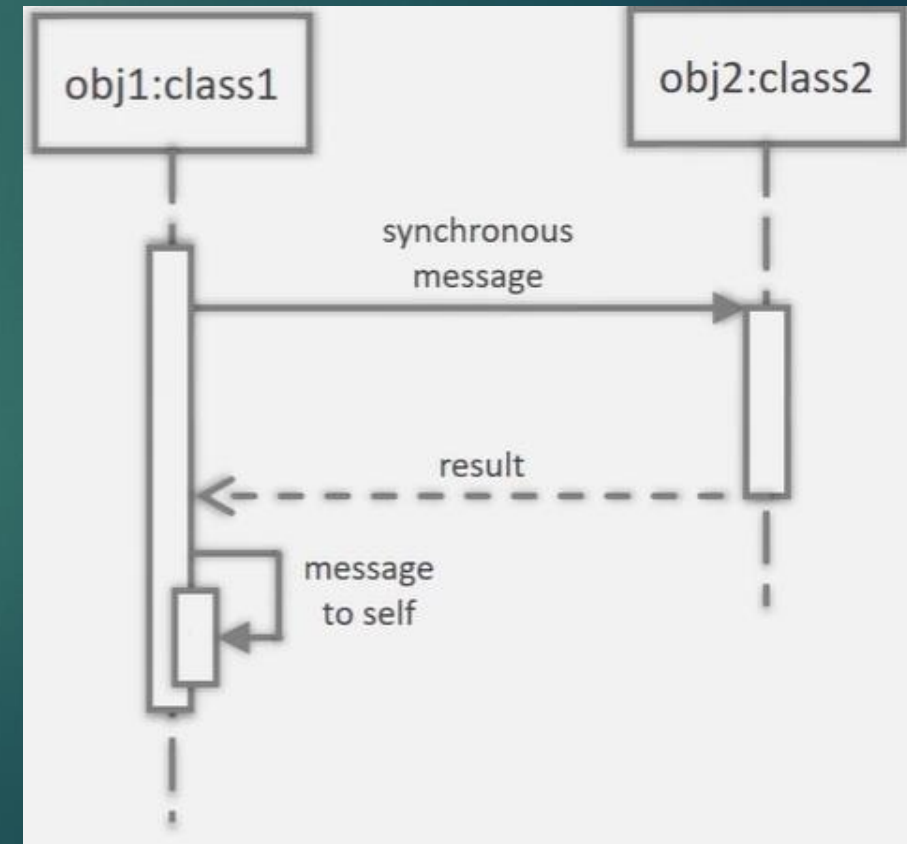 obj1:class1
obj2:class2
synchronous
message
result
message
to self